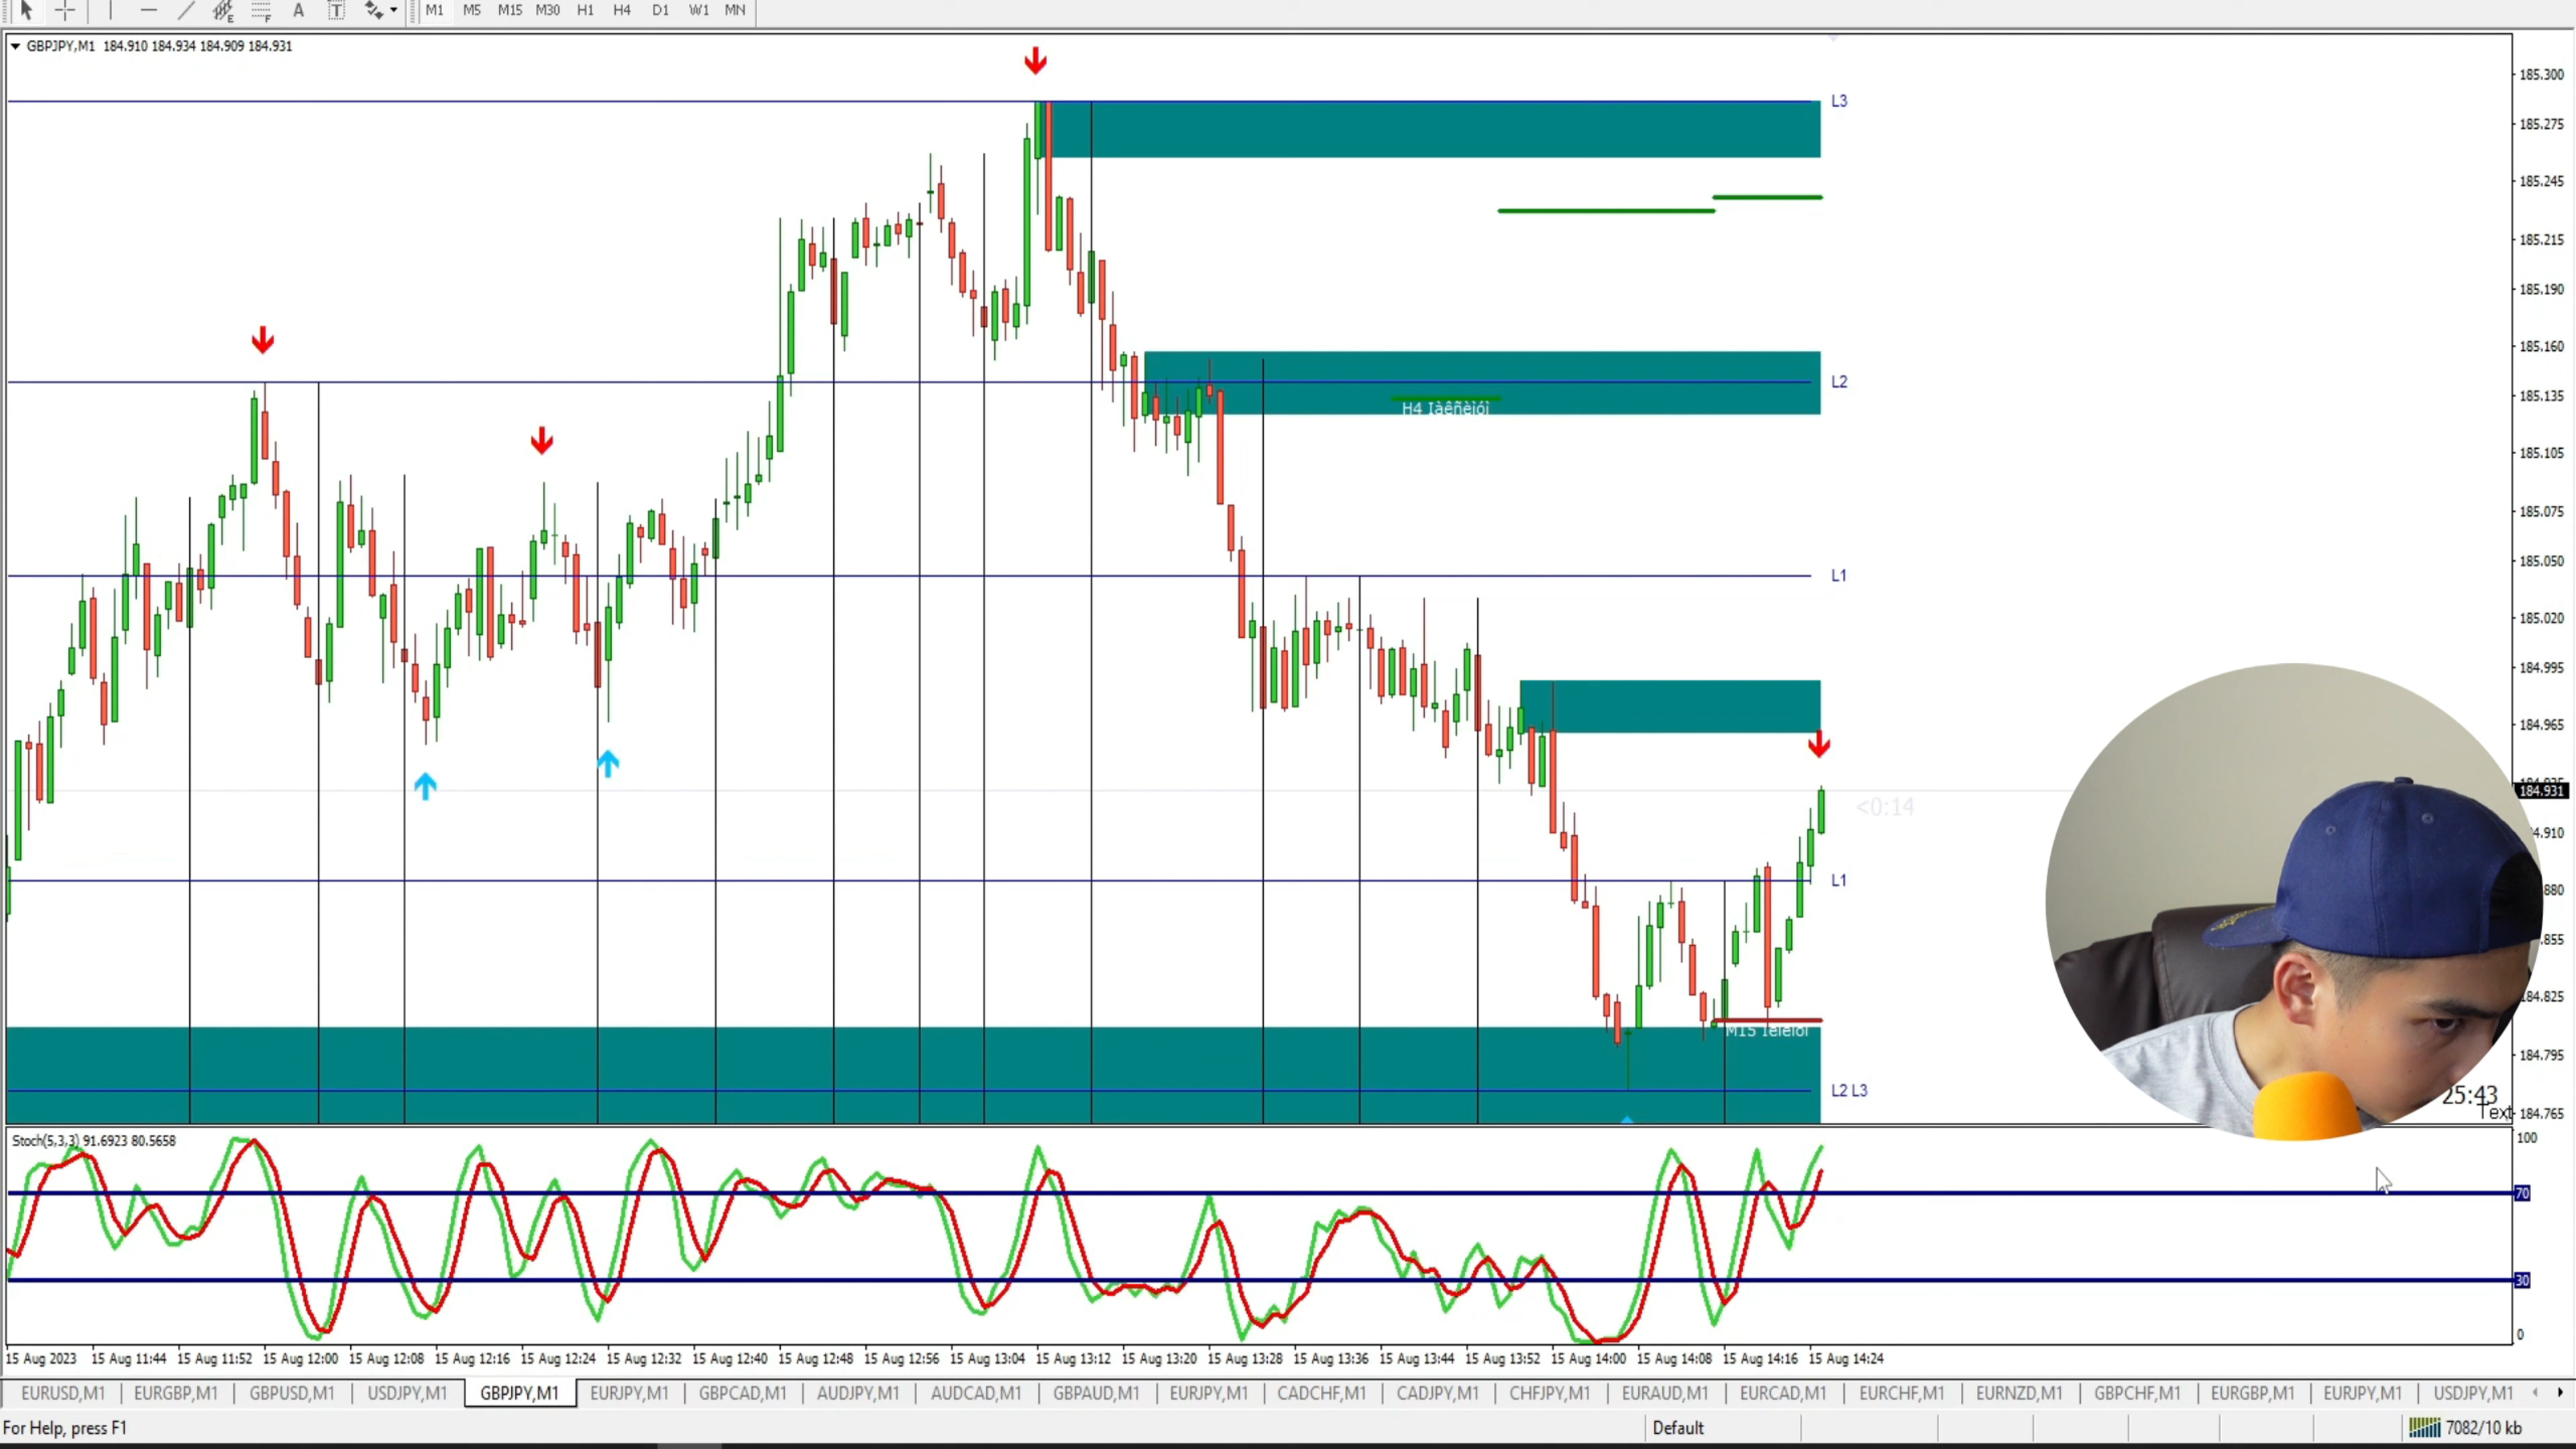 A T M1 M5 M15 M30 H1 H4 D1 W1 MN
GBPJPY,M1 184.910 184.934 184.909 184.931
185.300
L3
185.275
185.245
185.215
185.190
185.160
L2
185.135
H4 Ïàêñèìóì
185.105
185.075
185.050
L1
185.020
184.995
184.965
184.931
<0:14
4.910
L1
880
855
184.825
184.795
L2 L3
25:43
Text
184.765
Stoch(5,3,3) 91.6923 80.5658
100
70
30
0
15 Aug 2023 15 Aug 11:44 15 Aug 11:52 15 Aug 12:00 15 Aug 12:08 15 Aug 12:16 15 Aug 12:24 15 Aug 12:32 15 Aug 12:40 15 Aug 12:48 15 Aug 12:56 15 Aug 13:04 15 Aug 13:12 15 Aug 13:20 15 Aug 13:28 15 Aug 13:36 15 Aug 13:44 15 Aug 13:52 15 Aug 14:00 15 Aug 14:08 15 Aug 14:16 15 Aug 14:24
EURUSD,M1 EURGBP,M1 GBPUSD,M1 USDJPY,M1 GBPJPY,M1 EURJPY,M1 GBPCAD,M1 AUDJPY,M1 AUDCAD,M1 GBPAUD,M1 EURJPY,M1 CADCHF,M1 CADJPY,M1 CHFJPY,M1 EURAUD,M1 EURCAD,M1 EURCHF,M1 EURNZD,M1 GBPCHF,M1 EURGBP,M1 EURJPY,M1 USDJPY,M1
For Help, press F1
Default
7082/10 kb